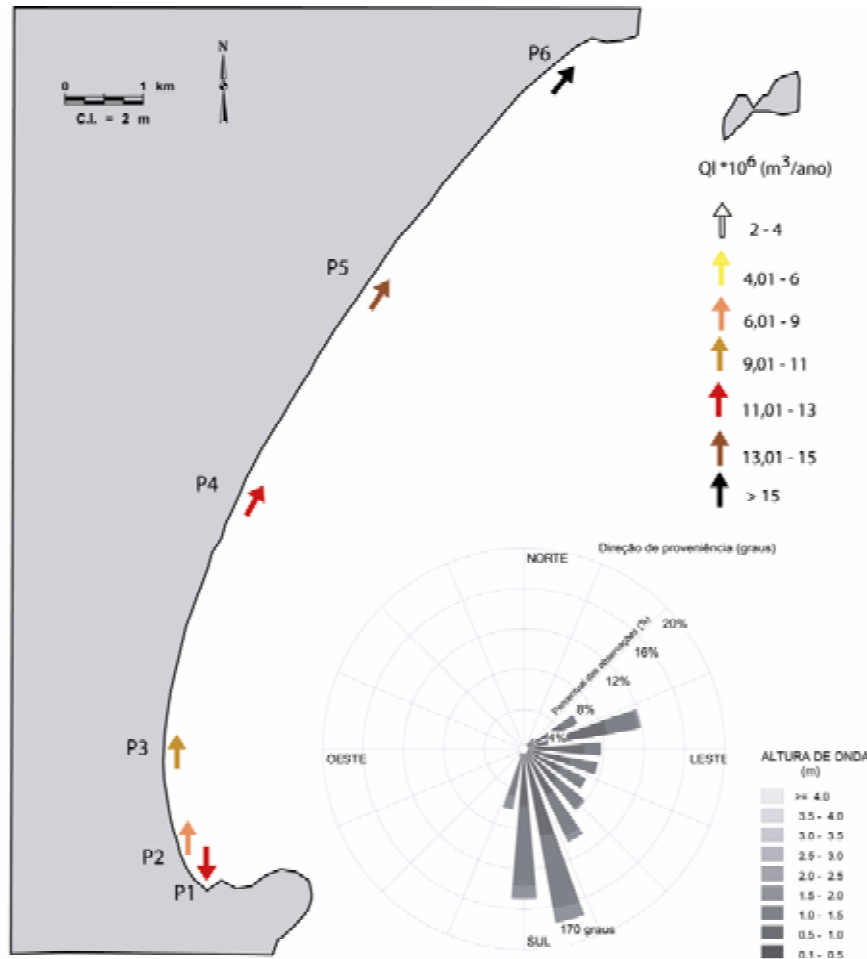 P6
N
0 1 km
C.I. = 2 m
Ql *10⁶ (m³/ano)
2 - 4
4,01 - 6
6,01 - 9
9,01 - 11
11,01 - 13
13,01 - 15
> 15
P5
P4
P3
P2
P1
Direção de proveniência (graus)
NORTE
Percentual das observações (%)
20%
16%
12%
8%
4%
OESTE
LESTE
SUL
170 graus
ALTURA DE ONDA
(m)
>= 4.0
3.5 - 4.0
3.0 - 3.5
2.5 - 3.0
2.0 - 2.5
1.5 - 2.0
1.0 - 1.5
0.5 - 1.0
0.1 - 0.5